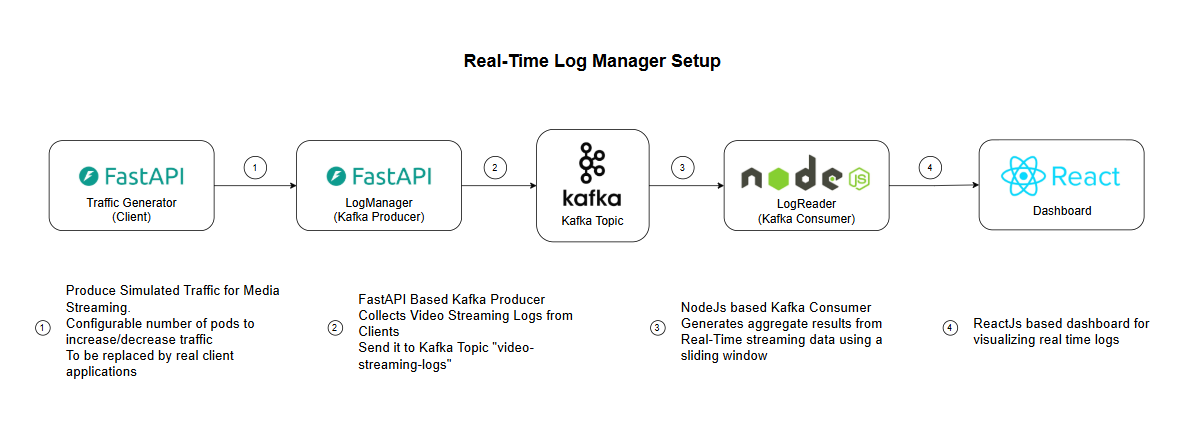 Real-Time Log Manager Setup
1
2
3
4
FastAPI
Traffic Generator
(Client)
FastAPI
LogManager
(Kafka Producer)
kafka
Kafka Topic
node
JS
LogReader
(Kafka Consumer)
React
Dashboard
1
Produce Simulated Traffic for Media
Streaming.
Configurable number of pods to
increase/decrease traffic
To be replaced by real client
applications
2
FastAPI Based Kafka Producer
Collects Video Streaming Logs from
Clients
Send it to Kafka Topic "video-
streaming-logs"
3
NodeJs based Kafka Consumer
Generates aggregate results from
Real-Time streaming data using a
sliding window
4
ReactJs based dashboard for
visualizing real time logs